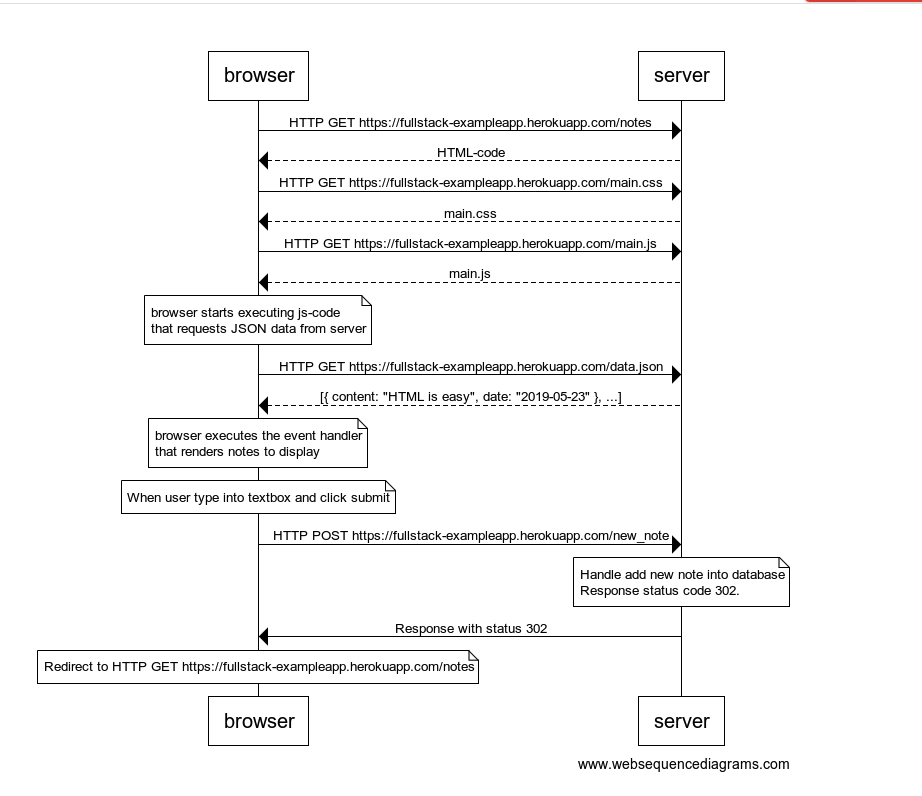 browser
server
HTTP GET https://fullstack-exampleapp.herokuapp.com/notes
HTML-code
HTTP GET https://fullstack-exampleapp.herokuapp.com/main.css
main.css
HTTP GET https://fullstack-exampleapp.herokuapp.com/main.js
main.js
browser starts executing js-code
that requests JSON data from server
HTTP GET https://fullstack-exampleapp.herokuapp.com/data.json
[{ content: "HTML is easy", date: "2019-05-23" }, ...]
browser executes the event handler
that renders notes to display
When user type into textbox and click submit
HTTP POST https://fullstack-exampleapp.herokuapp.com/new_note
Handle add new note into database
Response status code 302.
Response with status 302
Redirect to HTTP GET https://fullstack-exampleapp.herokuapp.com/notes
browser
server
www.websequencediagrams.com